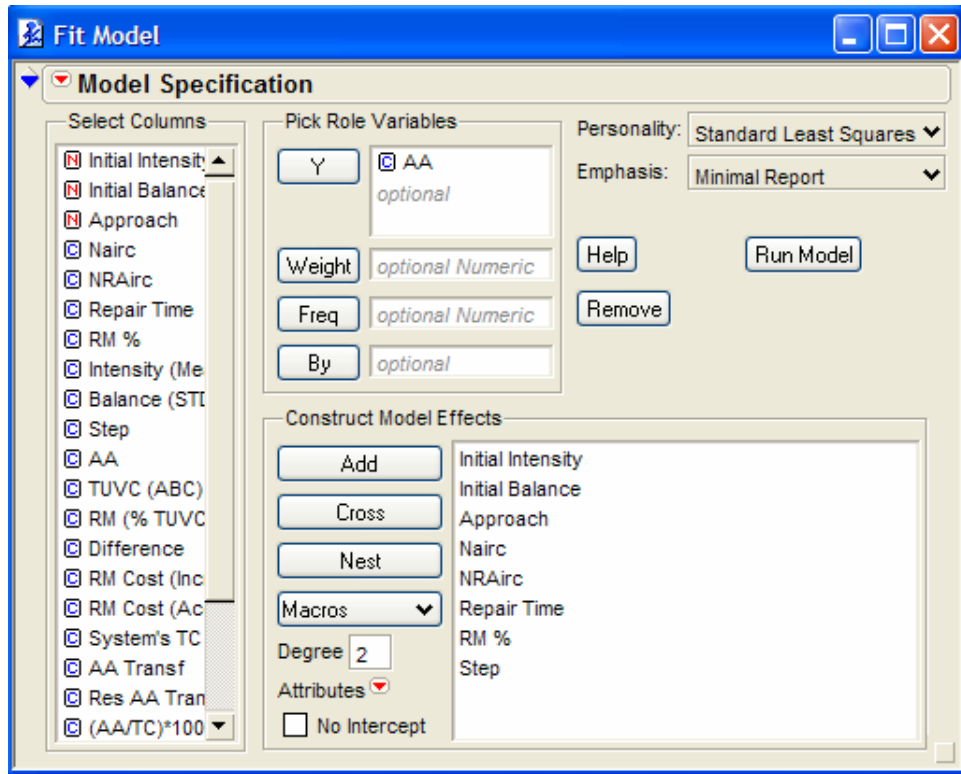 Fit Model
Model Specification
Select Columns
Initial Intensity
Initial Balance
Approach
Nairc
NRAirc
Repair Time
RM %
Intensity (Me
Balance (STD
Step
AA
TUVC (ABC)
RM (% TUVC
Difference
RM Cost (Inc
RM Cost (Ac
System's TC
AA Transf
Res AA Tran
(AA/TC)*100
Pick Role Variables
Y
AA
optional
Weight
optional Numeric
Freq
optional Numeric
By
optional
Personality:
Standard Least Squares
Emphasis:
Minimal Report
Help
Run Model
Remove
Construct Model Effects
Add
Cross
Nest
Macros
Degree 2
Attributes
No Intercept
Initial Intensity
Initial Balance
Approach
Nairc
NRAirc
Repair Time
RM %
Step